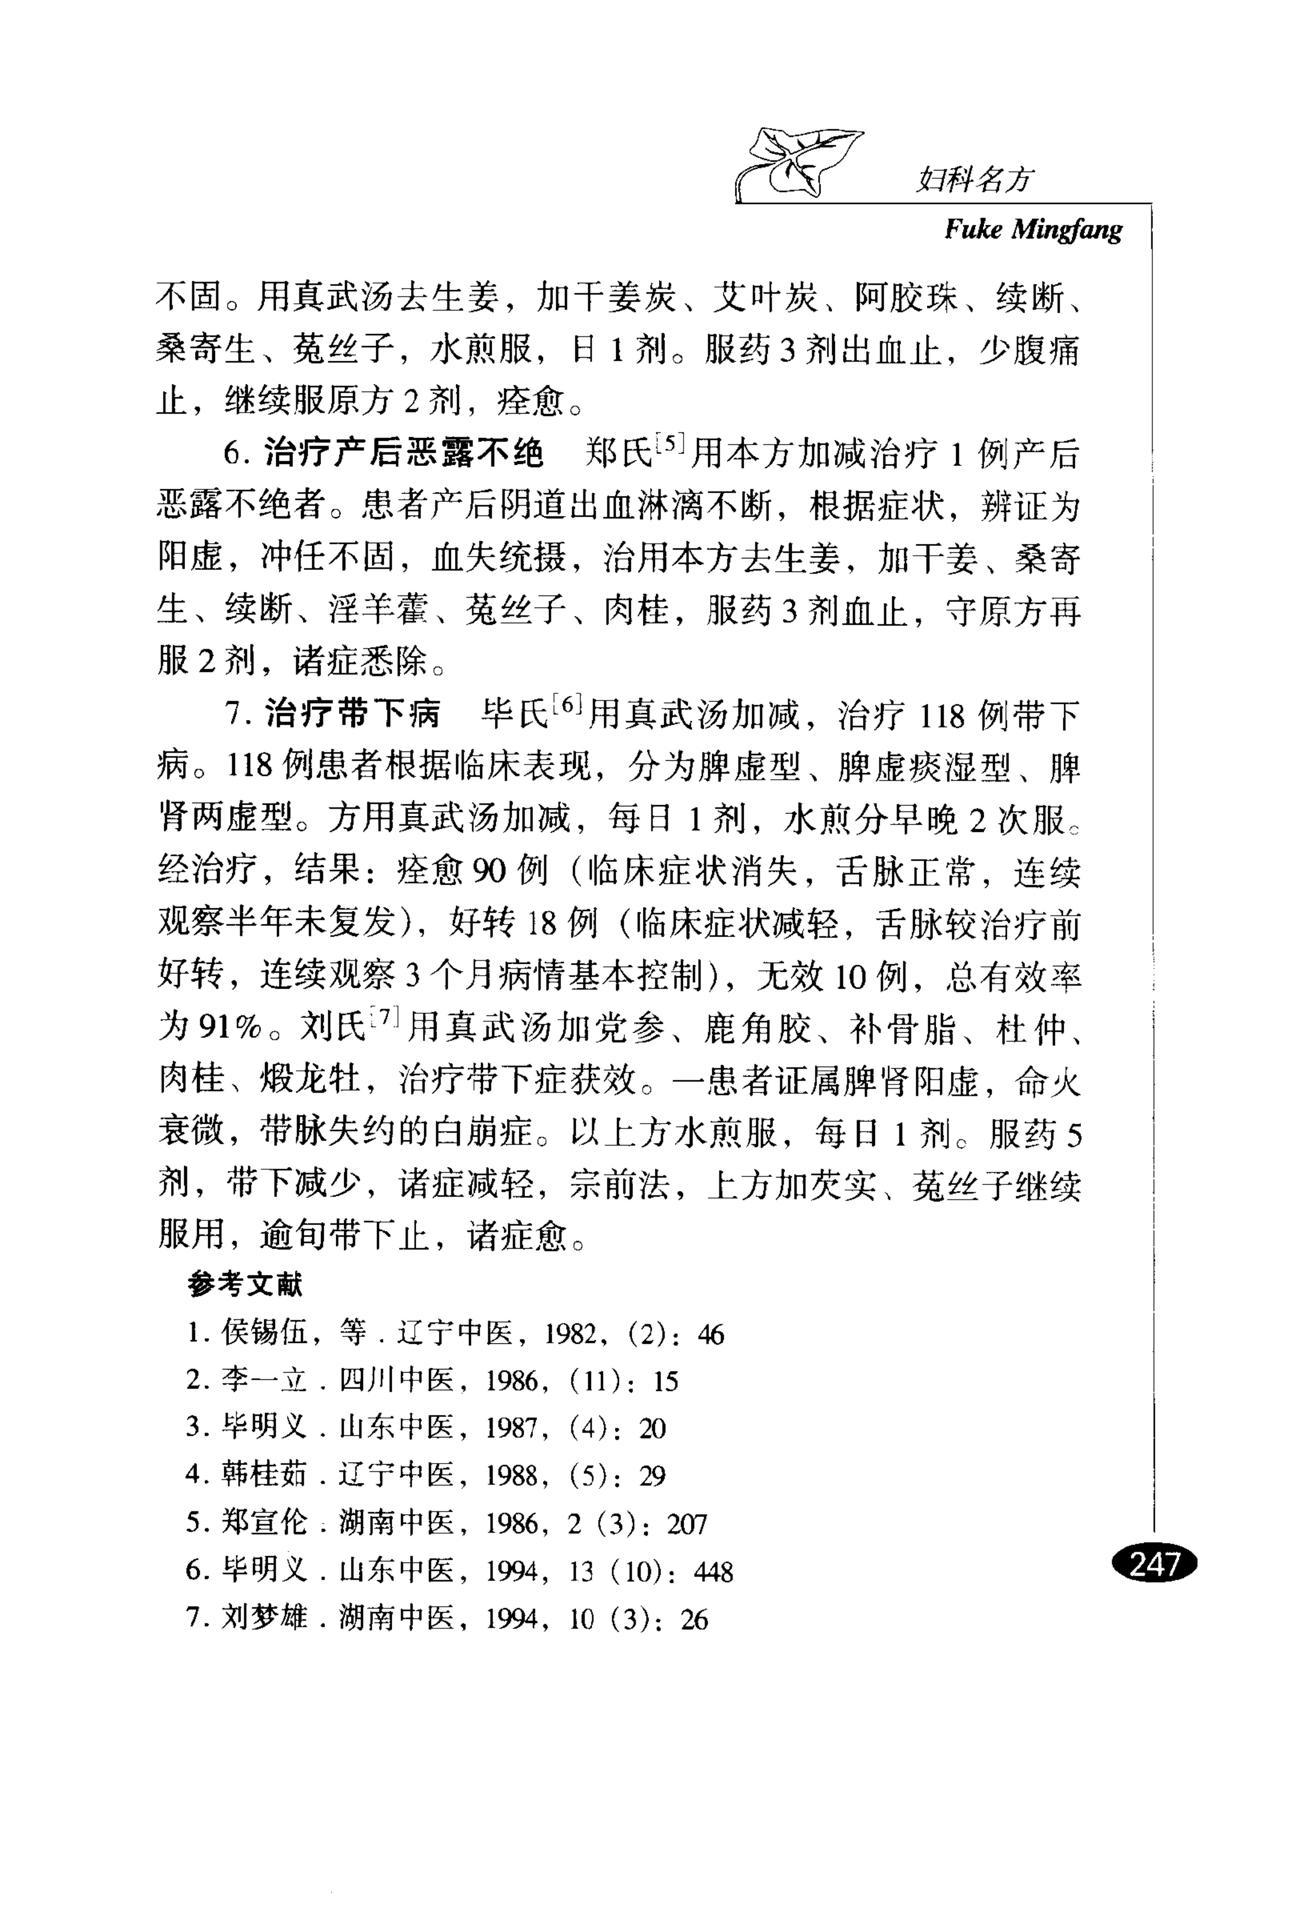 妇科名方
Fuke Mingfang
不固。用真武汤去生姜，加干姜炭、艾叶炭、阿胶珠、续断、
桑寄生、菟丝子，水煎服，日1剂。服药3剂出血止，少腹痛
止，继续服原方2剂，痊愈。
6. 治疗产后恶露不绝 郑氏[5]用本方加减治疗1例产后
恶露不绝者。患者产后阴道出血淋漓不断，根据症状，辨证为
阳虚，冲任不固，血失统摄，治用本方去生姜，加干姜、桑寄
生、续断、淫羊藿、菟丝子、肉桂，服药3剂血止，守原方再
服2剂，诸症悉除。
7. 治疗带下病 毕氏[6]用真武汤加减，治疗118例带下
病。118例患者根据临床表现，分为脾虚型、脾虚痰湿型、脾
肾两虚型。方用真武汤加减，每日1剂，水煎分早晚2次服。
经治疗，结果：痊愈90例（临床症状消失，舌脉正常，连续
观察半年未复发），好转18例（临床症状减轻，舌脉较治疗前
好转，连续观察3个月病情基本控制），无效10例，总有效率
为91%。刘氏[7]用真武汤加党参、鹿角胶、补骨脂、杜仲、
肉桂、煅龙牡，治疗带下症获效。一患者证属脾肾阳虚，命火
衰微，带脉失约的白崩症。以上方水煎服，每日1剂。服药5
剂，带下减少，诸症减轻，宗前法，上方加芡实、菟丝子继续
服用，逾旬带下止，诸症愈。
参考文献
1. 侯锡伍，等．辽宁中医，1982，(2)：46
2. 李一立．四川中医，1986，(11)：15
3. 毕明义．山东中医，1987，(4)：20
4. 韩桂茹．辽宁中医，1988，(5)：29
5. 郑宣伦．湖南中医，1986，2（3）：207
6. 毕明义．山东中医，1994，13（10）：448
7. 刘梦雄．湖南中医，1994，10（3）：26
247